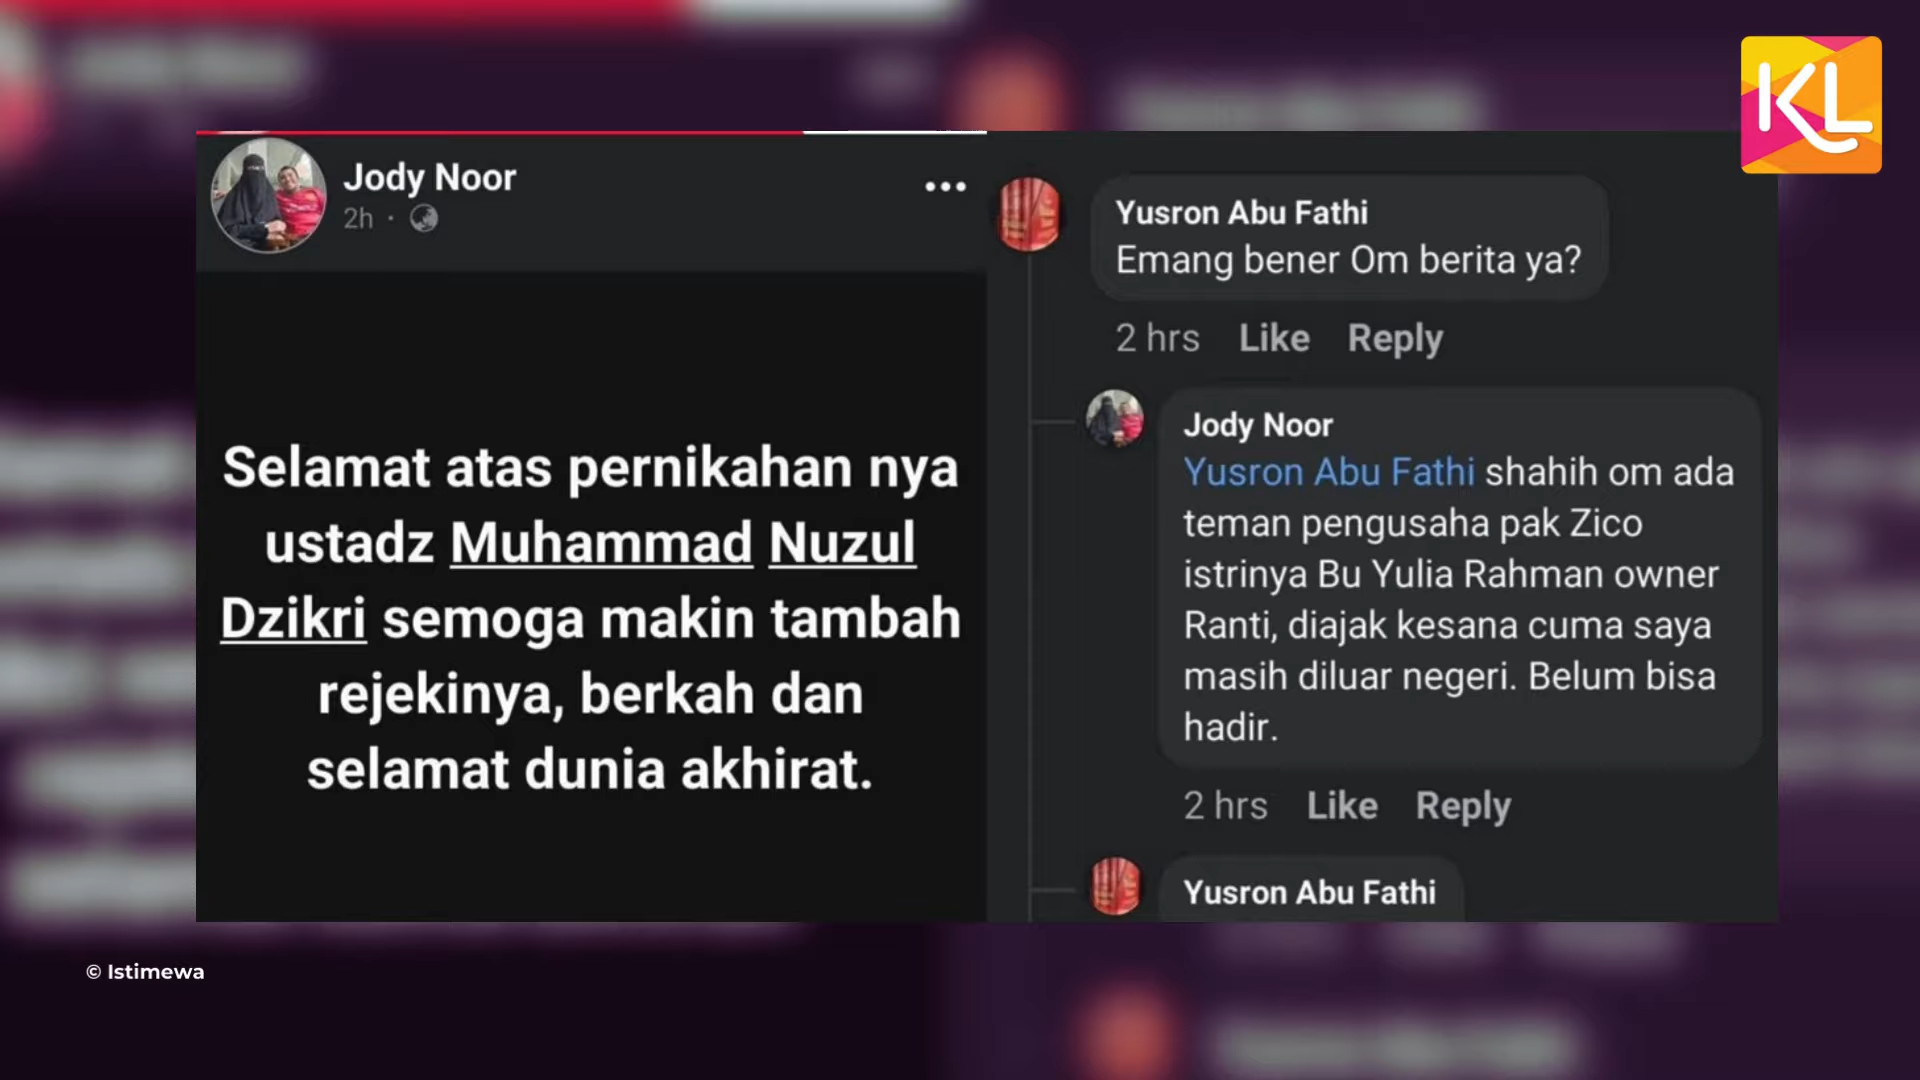 KL
Jody Noor
2h ·
Selamat atas pernikahan nya
ustadz Muhammad Nuzul
Dzikri semoga makin tambah
rejekinya, berkah dan
selamat dunia akhirat.
Yusron Abu Fathi
Emang bener Om berita ya?
2 hrs Like Reply
Jody Noor
Yusron Abu Fathi shahih om ada
teman pengusaha pak Zico
istrinya Bu Yulia Rahman owner
Ranti, diajak kesana cuma saya
masih diluar negeri. Belum bisa
hadir.
2 hrs Like Reply
Yusron Abu Fathi
© Istimewa